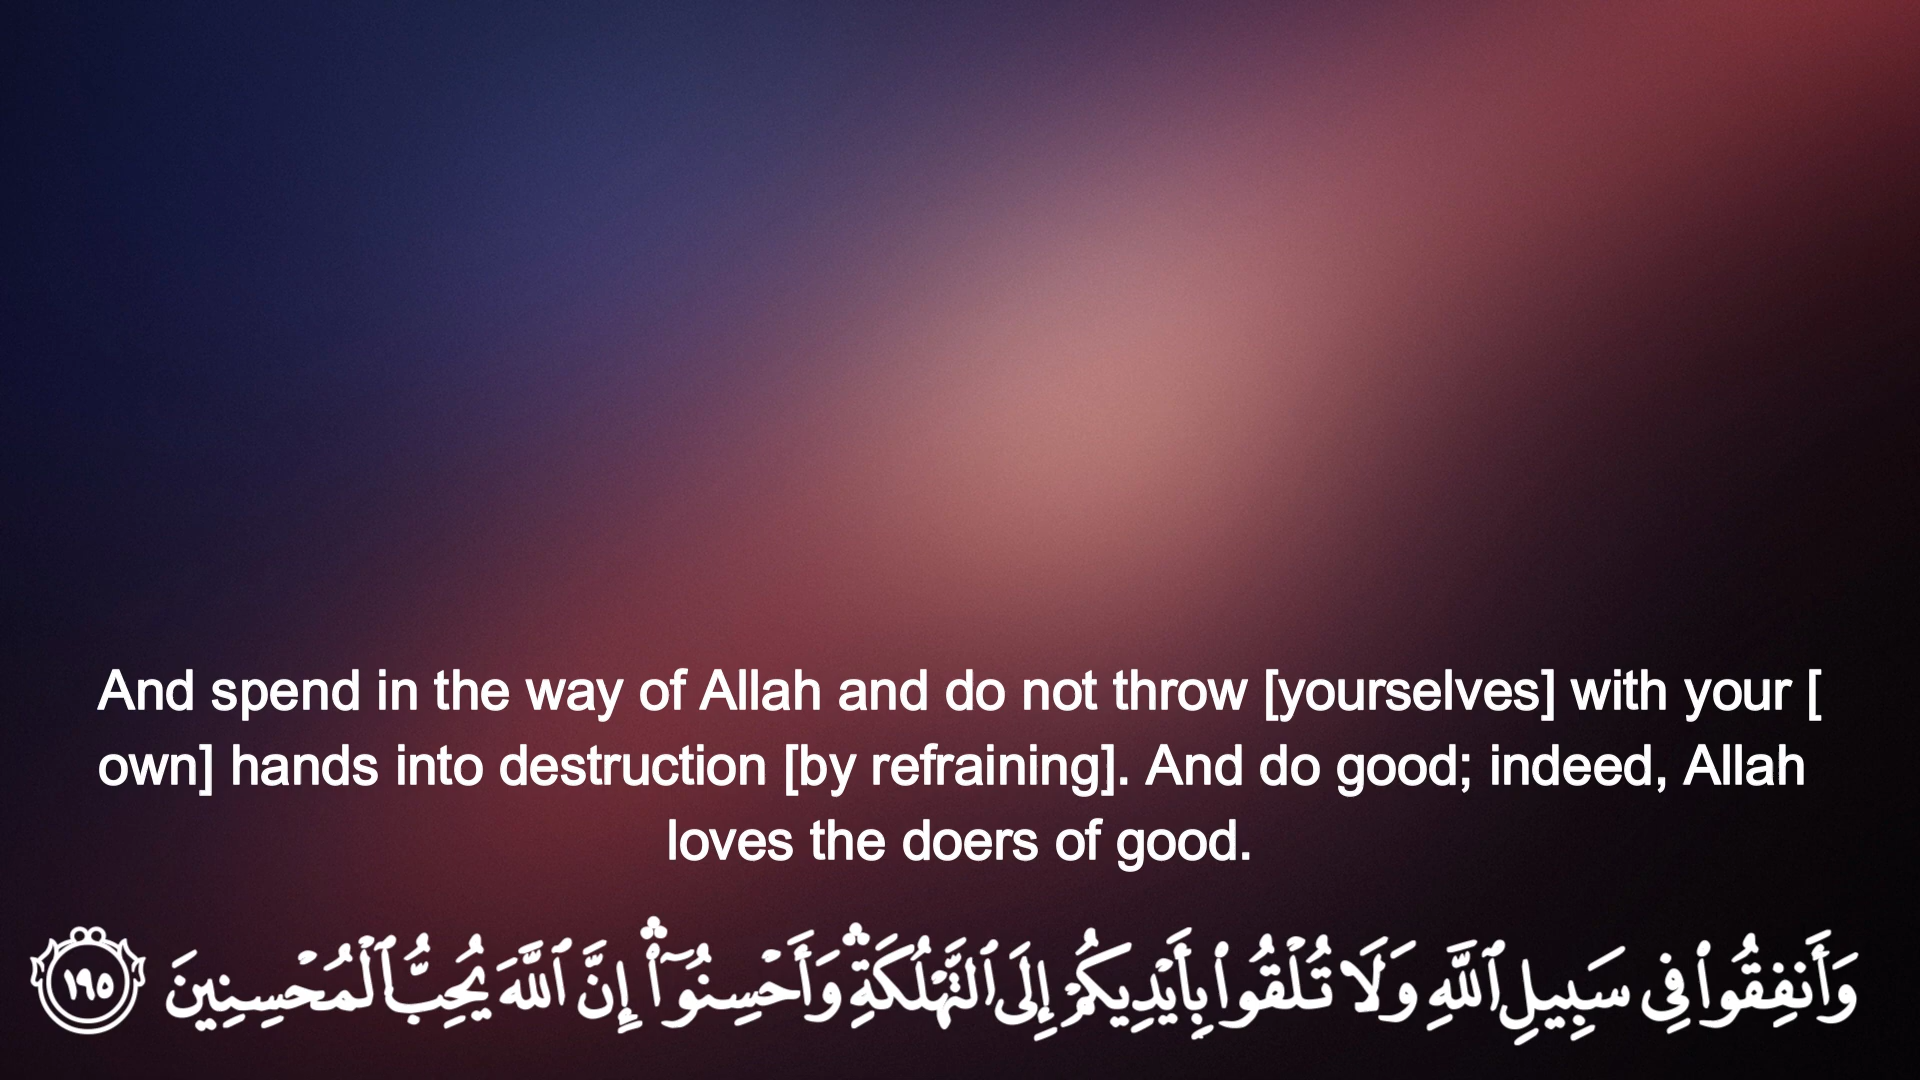 And spend in the way of Allah and do not throw [yourselves] with your [
own] hands into destruction [by refraining]. And do good; indeed, Allah
loves the doers of good.
وَأَنفِقُوا۟ فِى سَبِيلِ ٱللَّهِ وَلَا تُلْقُوا۟ بِأَيْدِيكُمْ إِلَى ٱلتَّهْلُكَةِ ۛ وَأَحْسِنُوٓا۟ ۛ إِنَّ ٱللَّهَ يُحِبُّ ٱلْمُحْسِنِينَ ١٩٥